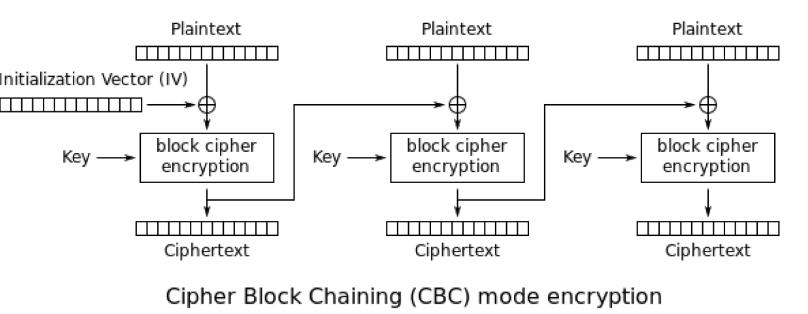 Plaintext
Plaintext
Plaintext
Initialization Vector (IV)
Key
block cipher
encryption
Key
block cipher
encryption
Key
block cipher
encryption
Ciphertext
Ciphertext
Ciphertext
Cipher Block Chaining (CBC) mode encryption